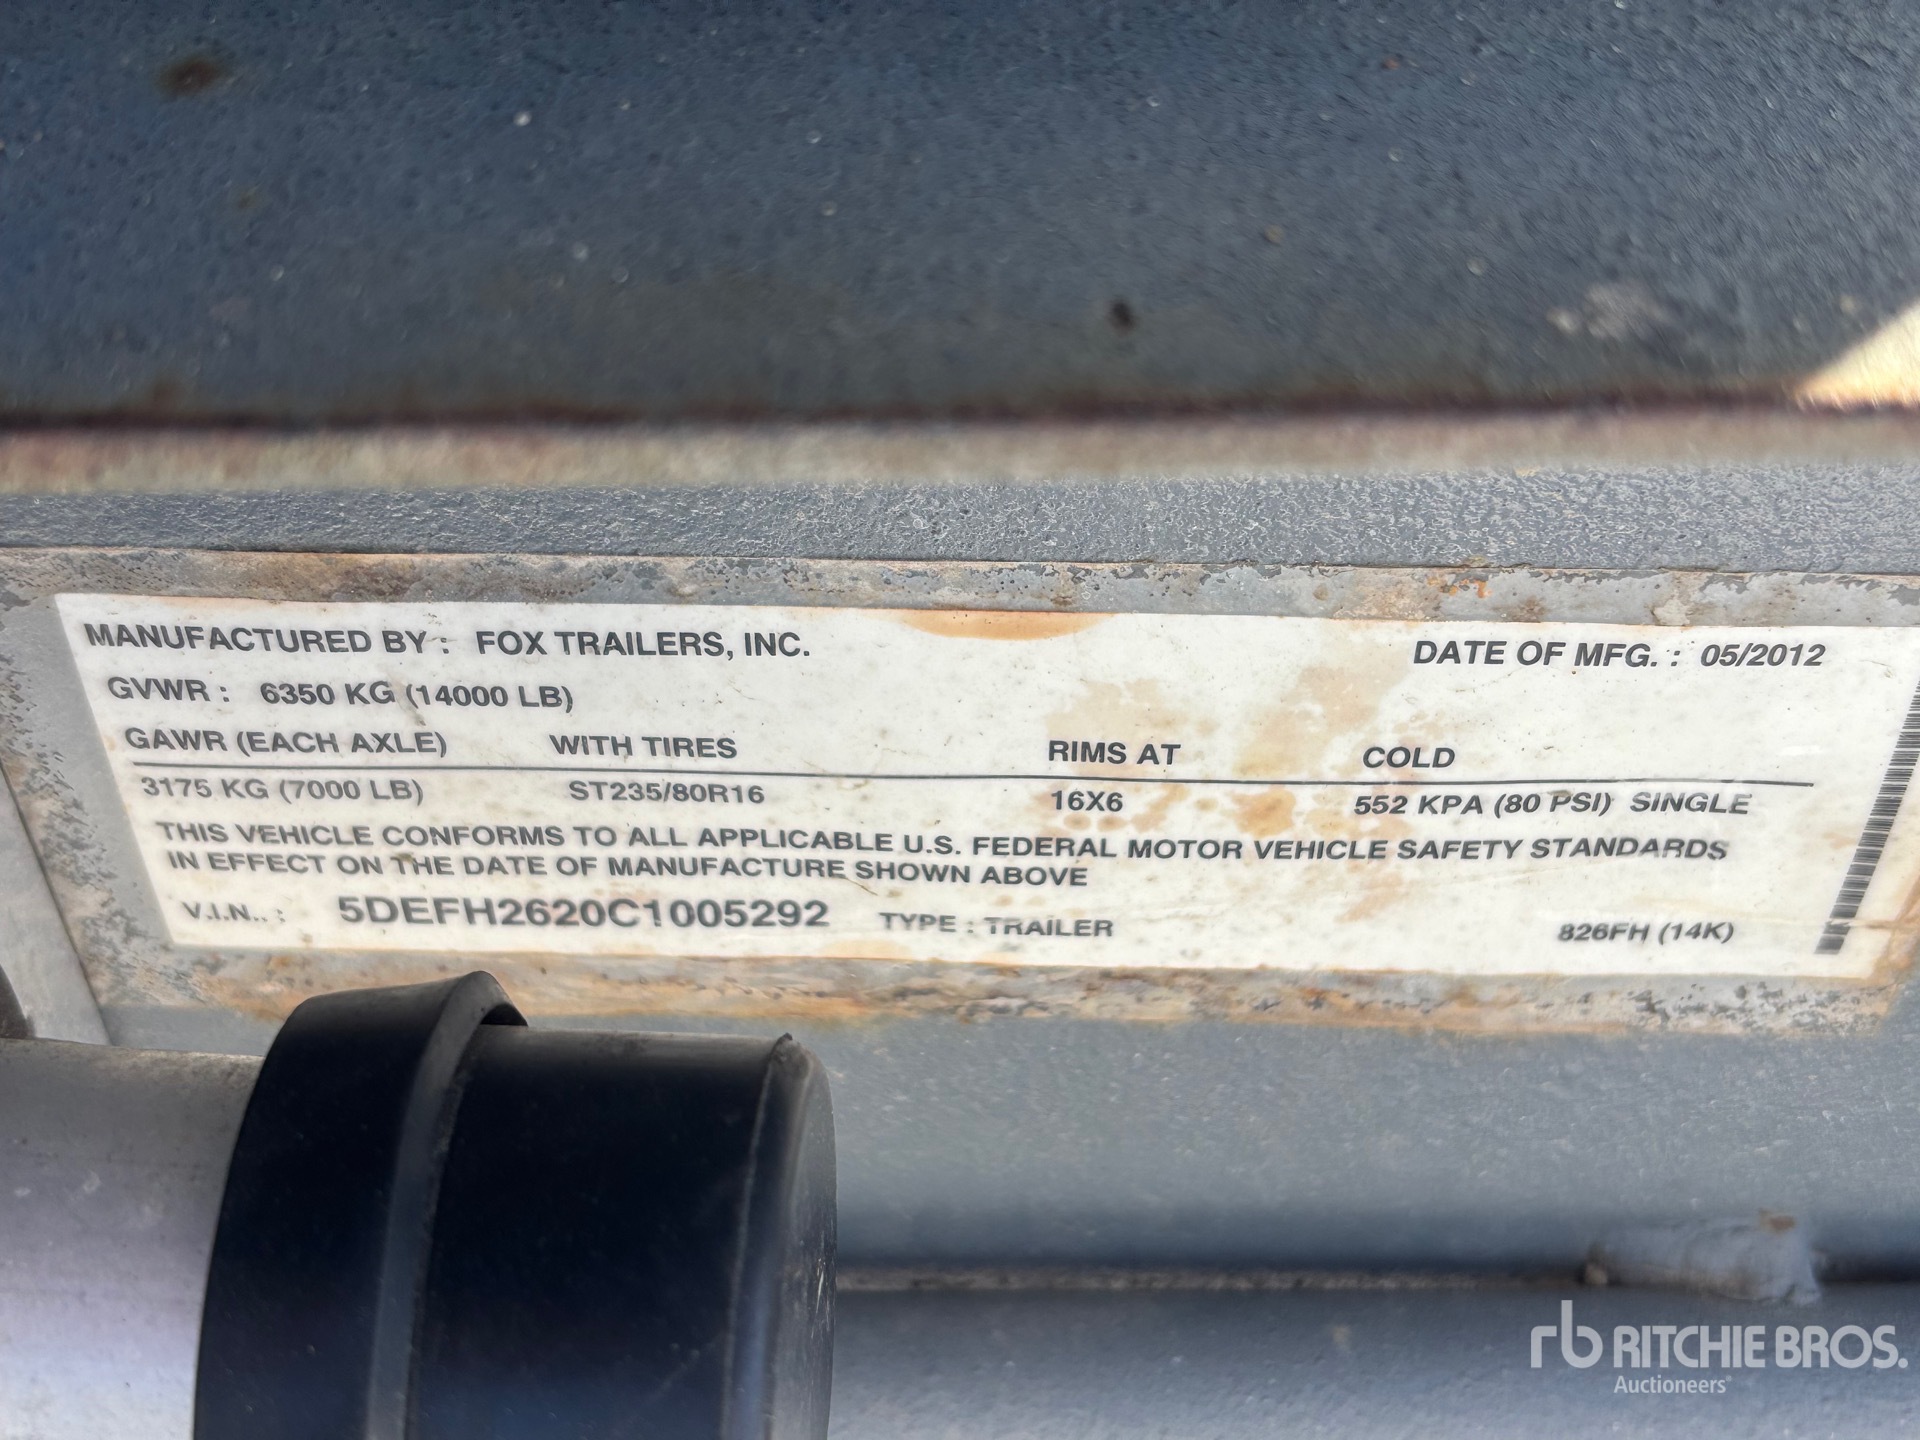 MANUFACTURED BY : FOX TRAILERS, INC. DATE OF MFG. : 05/2012
GVWR : 6350 KG (14000 LB)
GAWR (EACH AXLE) WITH TIRES RIMS AT COLD
3175 KG (7000 LB) ST235/80R16 16X6 552 KPA (80 PSI) SINGLE
THIS VEHICLE CONFORMS TO ALL APPLICABLE U.S. FEDERAL MOTOR VEHICLE SAFETY STANDARDS
IN EFFECT ON THE DATE OF MANUFACTURE SHOWN ABOVE
V.I.N.. : 5DEFH2620C1005292 TYPE : TRAILER 826FH (14K)
rb RITCHIE BROS.
Auctioneers